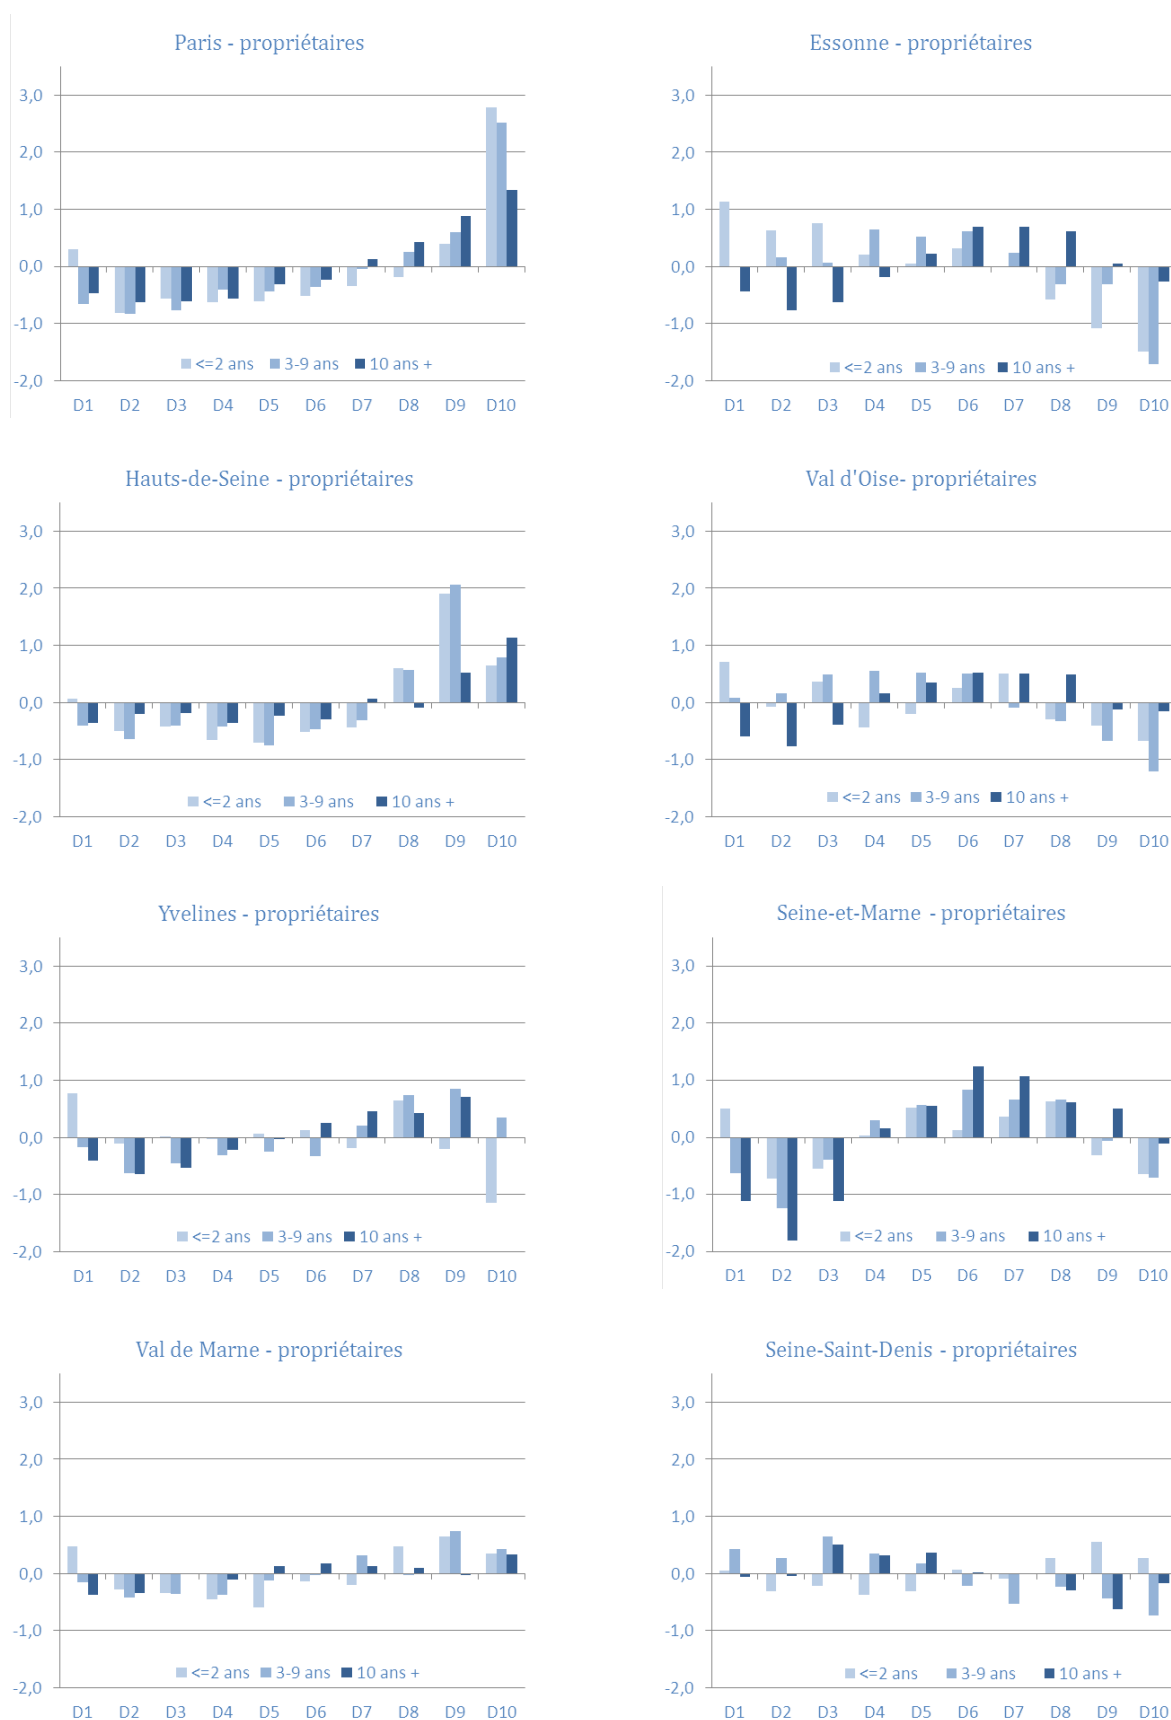 Paris - propriétaires
3,0
2,0
1,0
0,0
-1,0
-2,0
<=2 ans 3-9 ans 10 ans +
D1 D2 D3 D4 D5 D6 D7 D8 D9 D10
Essonne - propriétaires
3,0
2,0
1,0
0,0
-1,0
-2,0
<=2 ans 3-9 ans 10 ans +
D1 D2 D3 D4 D5 D6 D7 D8 D9 D10
Hauts-de-Seine - propriétaires
3,0
2,0
1,0
0,0
-1,0
-2,0
<=2 ans 3-9 ans 10 ans +
D1 D2 D3 D4 D5 D6 D7 D8 D9 D10
Val d'Oise- propriétaires
3,0
2,0
1,0
0,0
-1,0
-2,0
<=2 ans 3-9 ans 10 ans +
D1 D2 D3 D4 D5 D6 D7 D8 D9 D10
Yvelines - propriétaires
3,0
2,0
1,0
0,0
-1,0
-2,0
<=2 ans 3-9 ans 10 ans +
D1 D2 D3 D4 D5 D6 D7 D8 D9 D10
Seine-et-Marne - propriétaires
3,0
2,0
1,0
0,0
-1,0
-2,0
<=2 ans 3-9 ans 10 ans +
D1 D2 D3 D4 D5 D6 D7 D8 D9 D10
Val de Marne - propriétaires
3,0
2,0
1,0
0,0
-1,0
-2,0
<=2 ans 3-9 ans 10 ans +
D1 D2 D3 D4 D5 D6 D7 D8 D9 D10
Seine-Saint-Denis - propriétaires
3,0
2,0
1,0
0,0
-1,0
-2,0
<=2 ans 3-9 ans 10 ans +
D1 D2 D3 D4 D5 D6 D7 D8 D9 D10